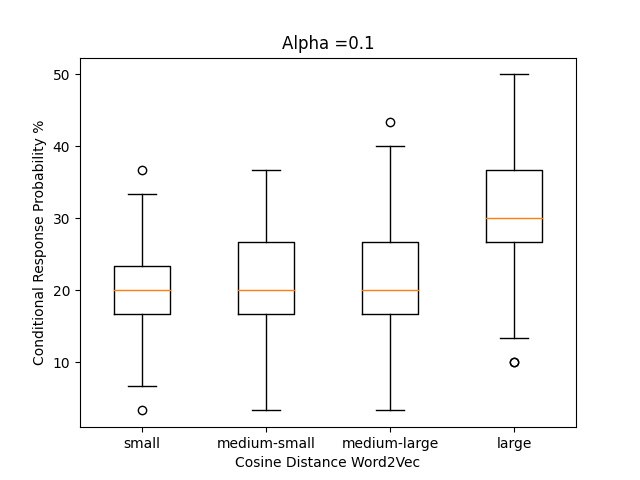 Alpha =0.1
Conditional Response Probability %
50
40
30
20
10
small medium-small medium-large large
Cosine Distance Word2Vec